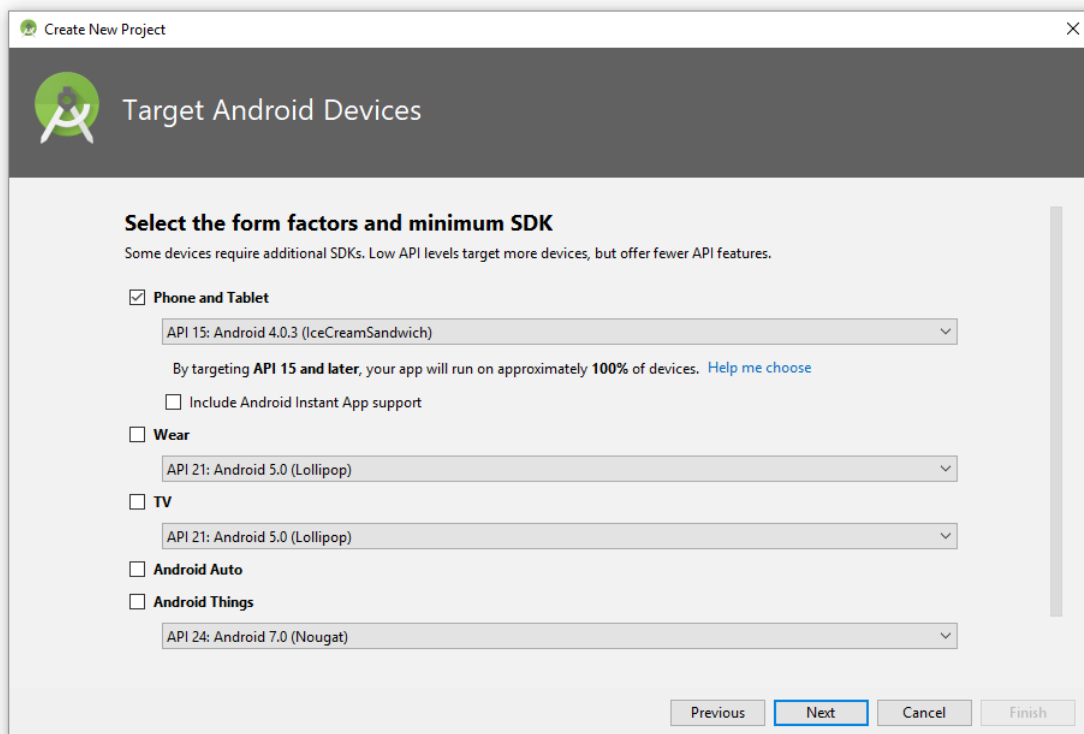 Create New Project
Target Android Devices
Select the form factors and minimum SDK
Some devices require additional SDKs. Low API levels target more devices, but offer fewer API features.
Phone and Tablet
API 15: Android 4.0.3 (IceCreamSandwich)
By targeting API 15 and later, your app will run on approximately 100% of devices. Help me choose
Include Android Instant App support
Wear
API 21: Android 5.0 (Lollipop)
TV
API 21: Android 5.0 (Lollipop)
Android Auto
Android Things
API 24: Android 7.0 (Nougat)
Previous Next Cancel Finish